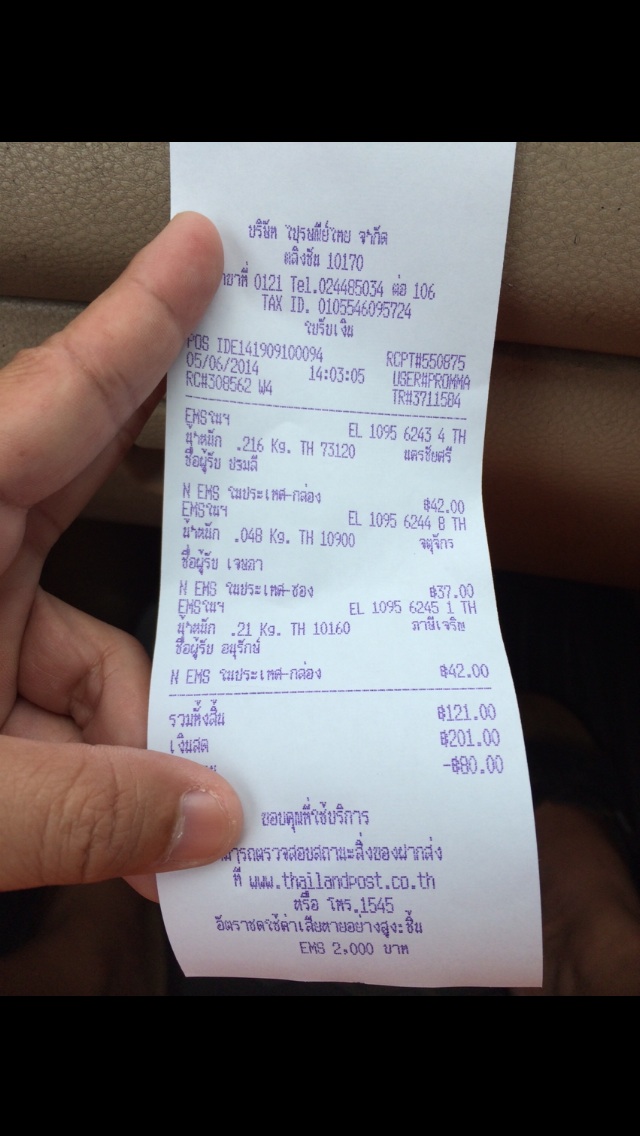 บริษัท ไปรษณีย์ไทย จำกัด
ตลิ่งชัน 10170
ที่ 0121 Tel.024485034 ต่อ 106
TAX ID. 0105546095724
ใบรับเงิน
POS IDE141909100094 RCPT#550875
05/06/2014 14:03:05 USER#PROMMA
RC#308562 W4 TR#3711584
EMSในฯ EL 1095 6243 4 TH
น้ำหนัก .216 Kg. TH 73120 นครชัยศรี
ชื่อผู้รับ ปฐมลี
N EMS ในประเทศ-กล่อง ฿42.00
EMSในฯ EL 1095 6244 8 TH
น้ำหนัก .048 Kg. TH 10900 จตุจักร
ชื่อผู้รับ เจษฎา
N EMS ในประเทศ-ซอง ฿37.00
EMSในฯ EL 1095 6245 1 TH
น้ำหนัก .21 Kg. TH 10160 ภาษีเจริญ
ชื่อผู้รับ อนุรักษ์
N EMS ในประเทศ-กล่อง ฿42.00
รวมทั้งสิ้น ฿121.00
เงินสด ฿201.00
-฿80.00
ขอบคุณที่ใช้บริการ
ตรวจสอบสถานะสิ่งของฝากส่ง
ที่ www.thailandpost.co.th
หรือ โทร.1545
อัตราชดใช้ค่าเสียหายอย่างสูง:ชิ้น
EMS 2,000 บาท